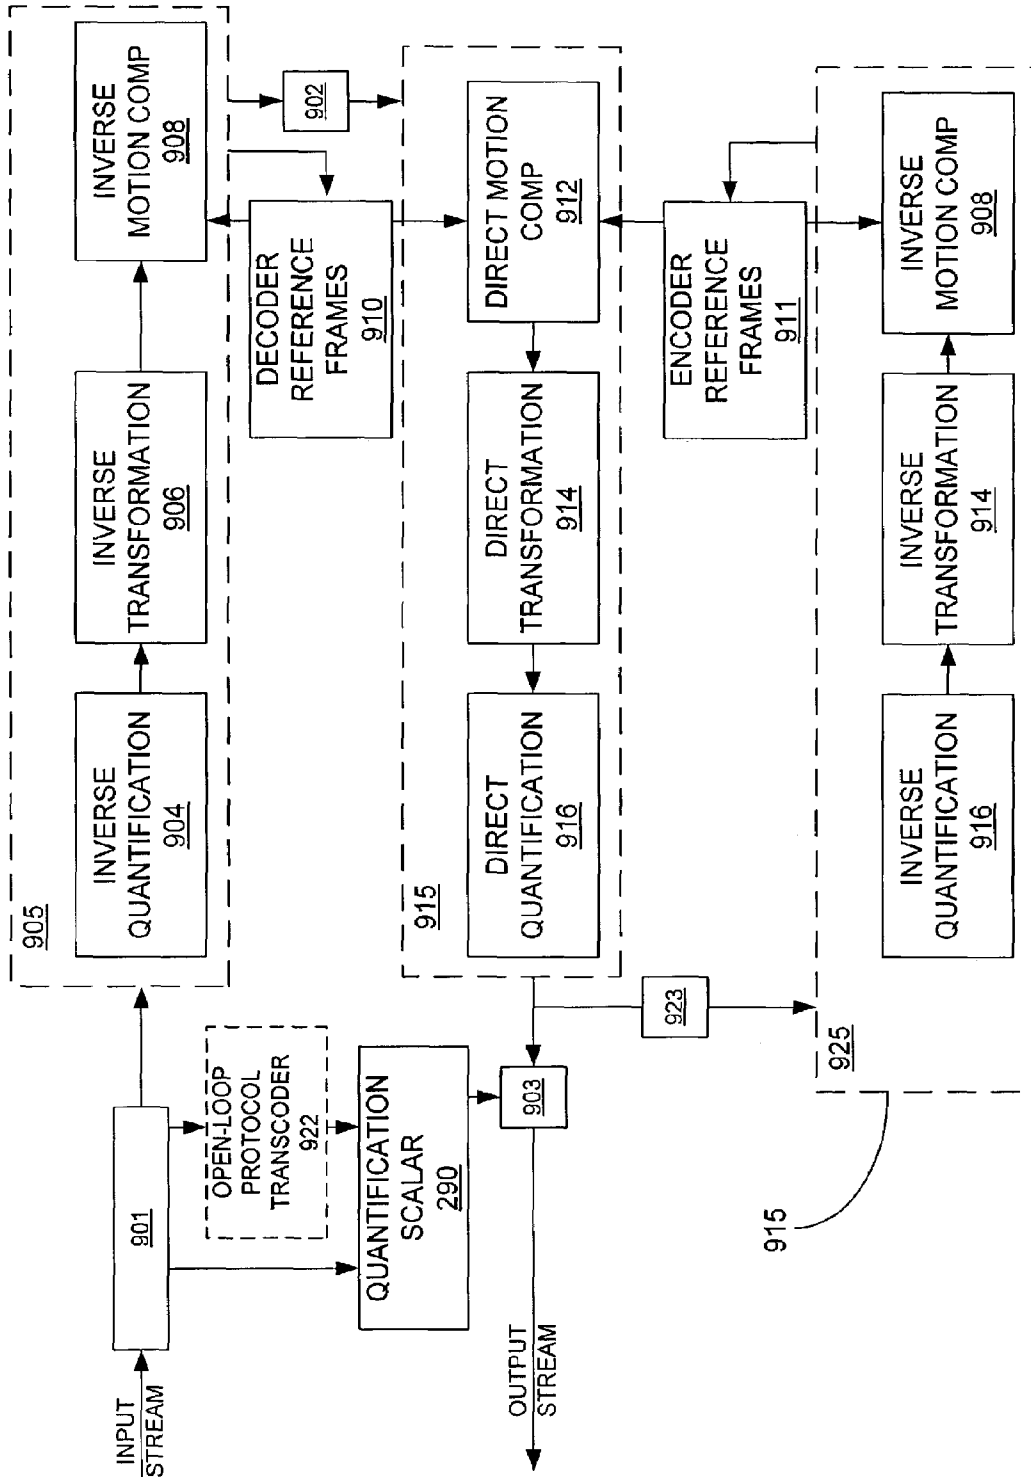 INPUT
STREAM
901
OPEN-LOOP
PROTOCOL
TRANSCODER
922
QUANTIFICATION
SCALAR
290
903
OUTPUT
STREAM
905
INVERSE
QUANTIFICATION
904
INVERSE
TRANSFORMATION
906
INVERSE
MOTION COMP
908
902
DECODER
REFERENCE
FRAMES
910
915
DIRECT
QUANTIFICATION
916
DIRECT
TRANSFORMATION
914
DIRECT MOTION
COMP
912
923
ENCODER
REFERENCE
FRAMES
911
925
INVERSE
QUANTIFICATION
916
INVERSE
TRANSFORMATION
914
INVERSE
MOTION COMP
908
915